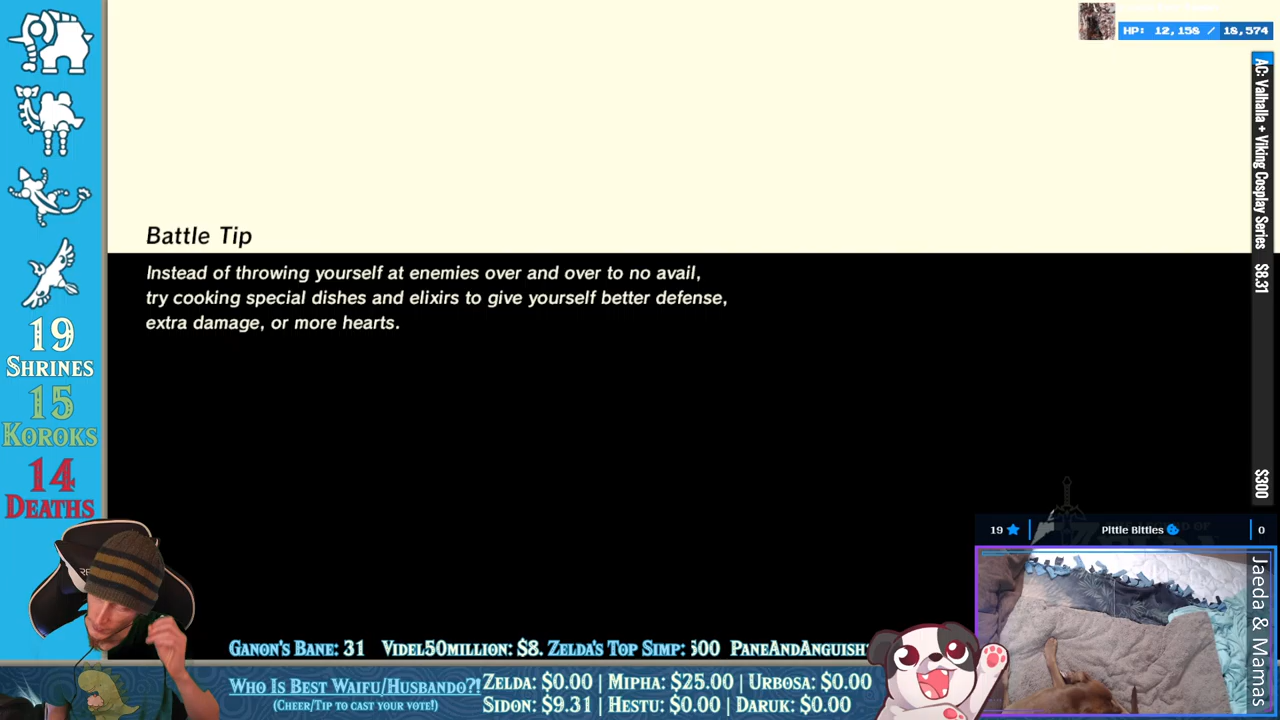 HP: 12,158 / 18,574
AC: Valhalla + Viking Cosplay Series $8.31
$300
Battle Tip
Instead of throwing yourself at enemies over and over to no avail,
try cooking special dishes and elixirs to give yourself better defense,
extra damage, or more hearts.
19
Shrines
15
Koroks
14
Deaths
19
Pittle Bittles
0
Jaeda & Mamas
Ganon's Bane: 31 Videl50million: $8. Zelda's Top Simp: 500 PaneAndAnguish:
Who Is Best Waifu/Husbando?!
(Cheer/Tip to cast your vote!)
Zelda: $0.00 | Mipha: $25.00 | Urbosa: $0.00
Sidon: $9.31 | Hestu: $0.00 | Daruk: $0.00